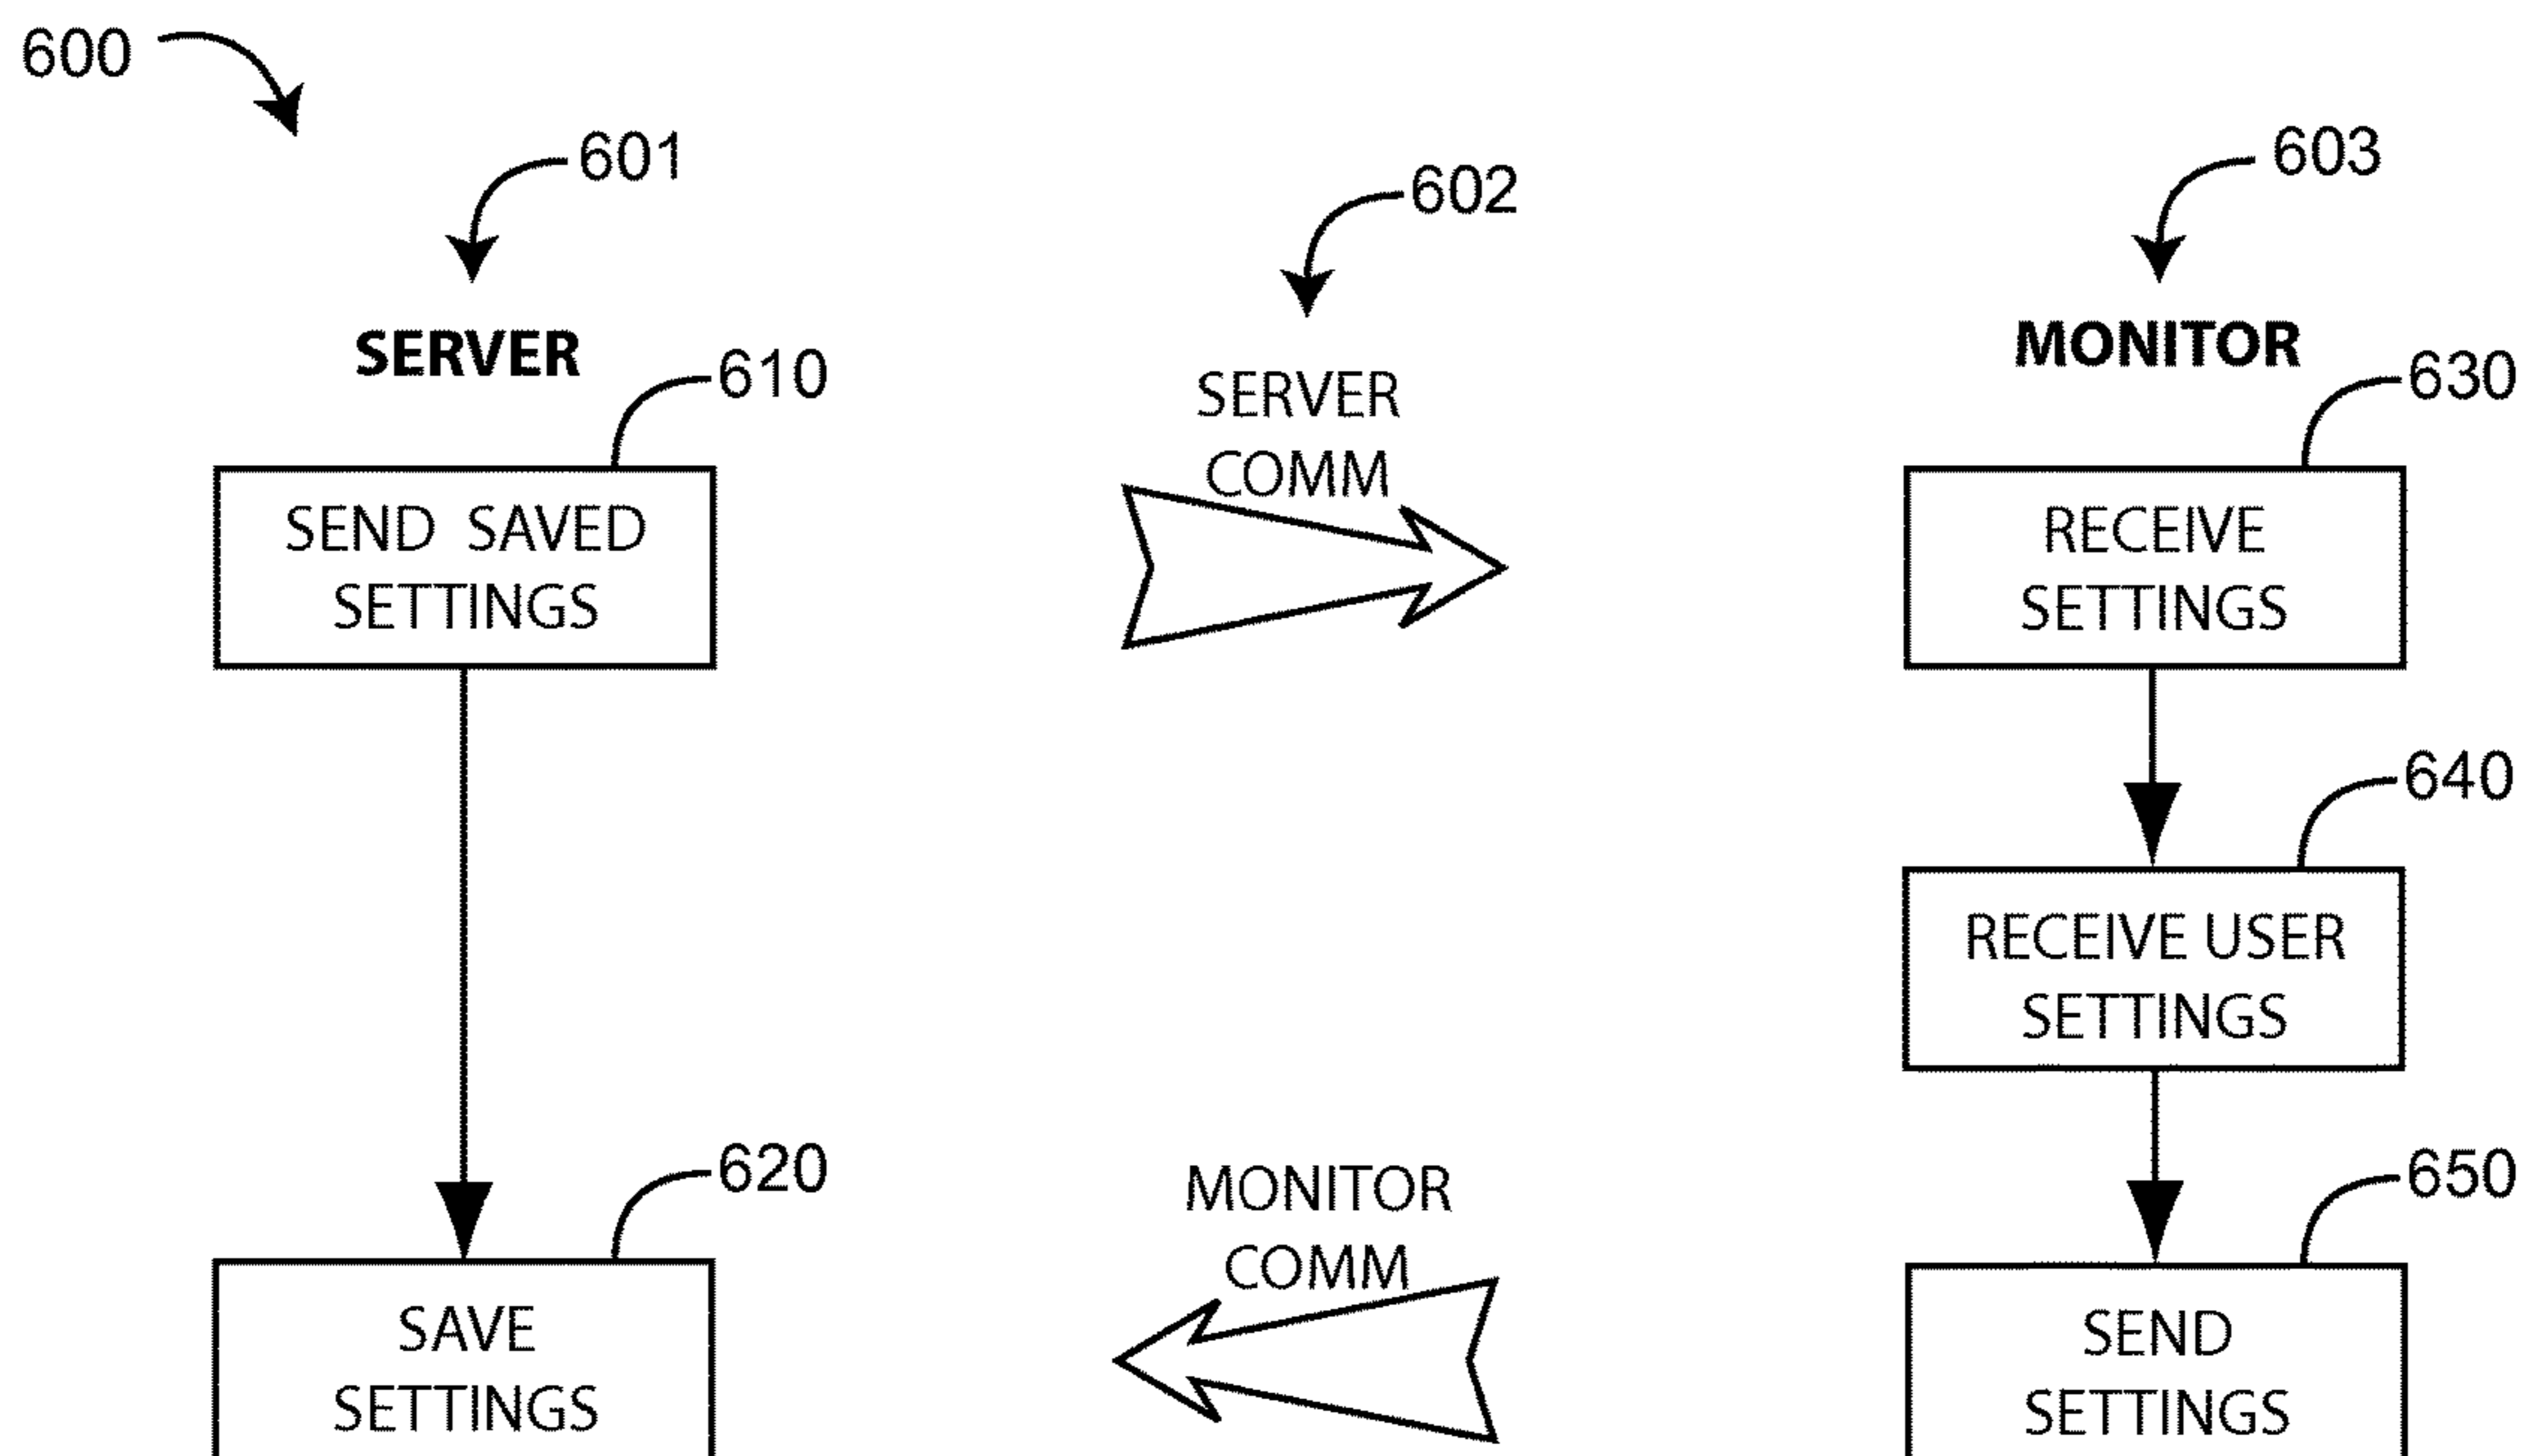 600
601
602
603
SERVER
MONITOR
610
SERVER
COMM
630
SEND SAVED
SETTINGS
RECEIVE
SETTINGS
640
RECEIVE USER
SETTINGS
620
MONITOR
COMM
650
SAVE
SETTINGS
SEND
SETTINGS